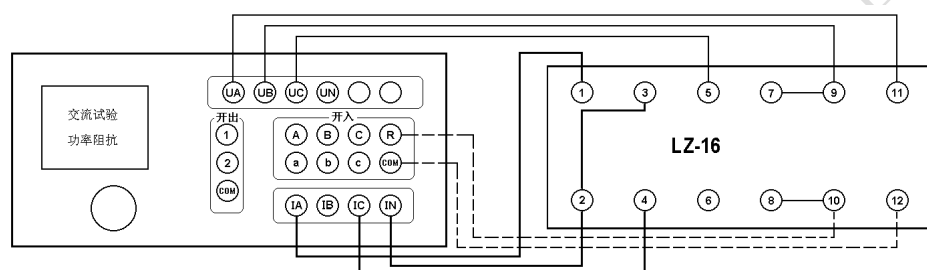 UA UB UC UN
交流试验
功率阻抗
开出
1
2
COM
开入
A B C R
a b c COM
IA IB IC IN
1 3 5 7 9 11
LZ-16
2 4 6 8 10 12